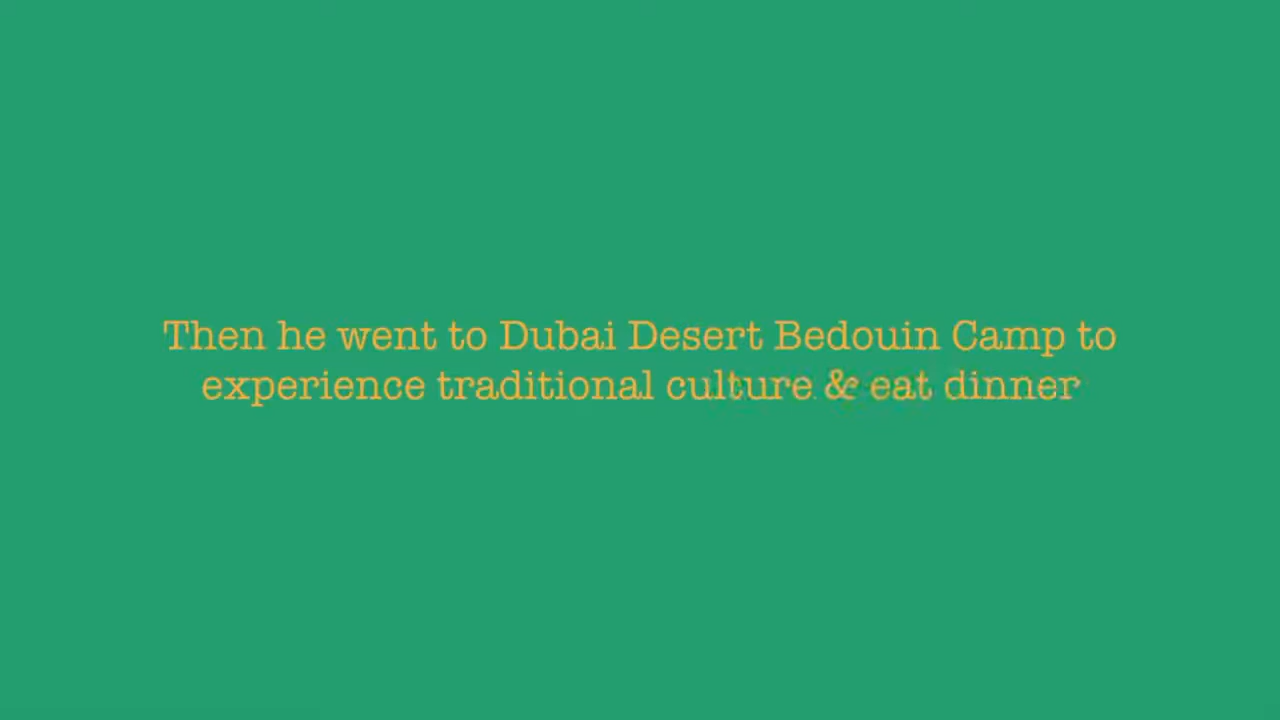 Then he went to Dubai Desert Bedouin Camp to
experience traditional culture & eat dinner